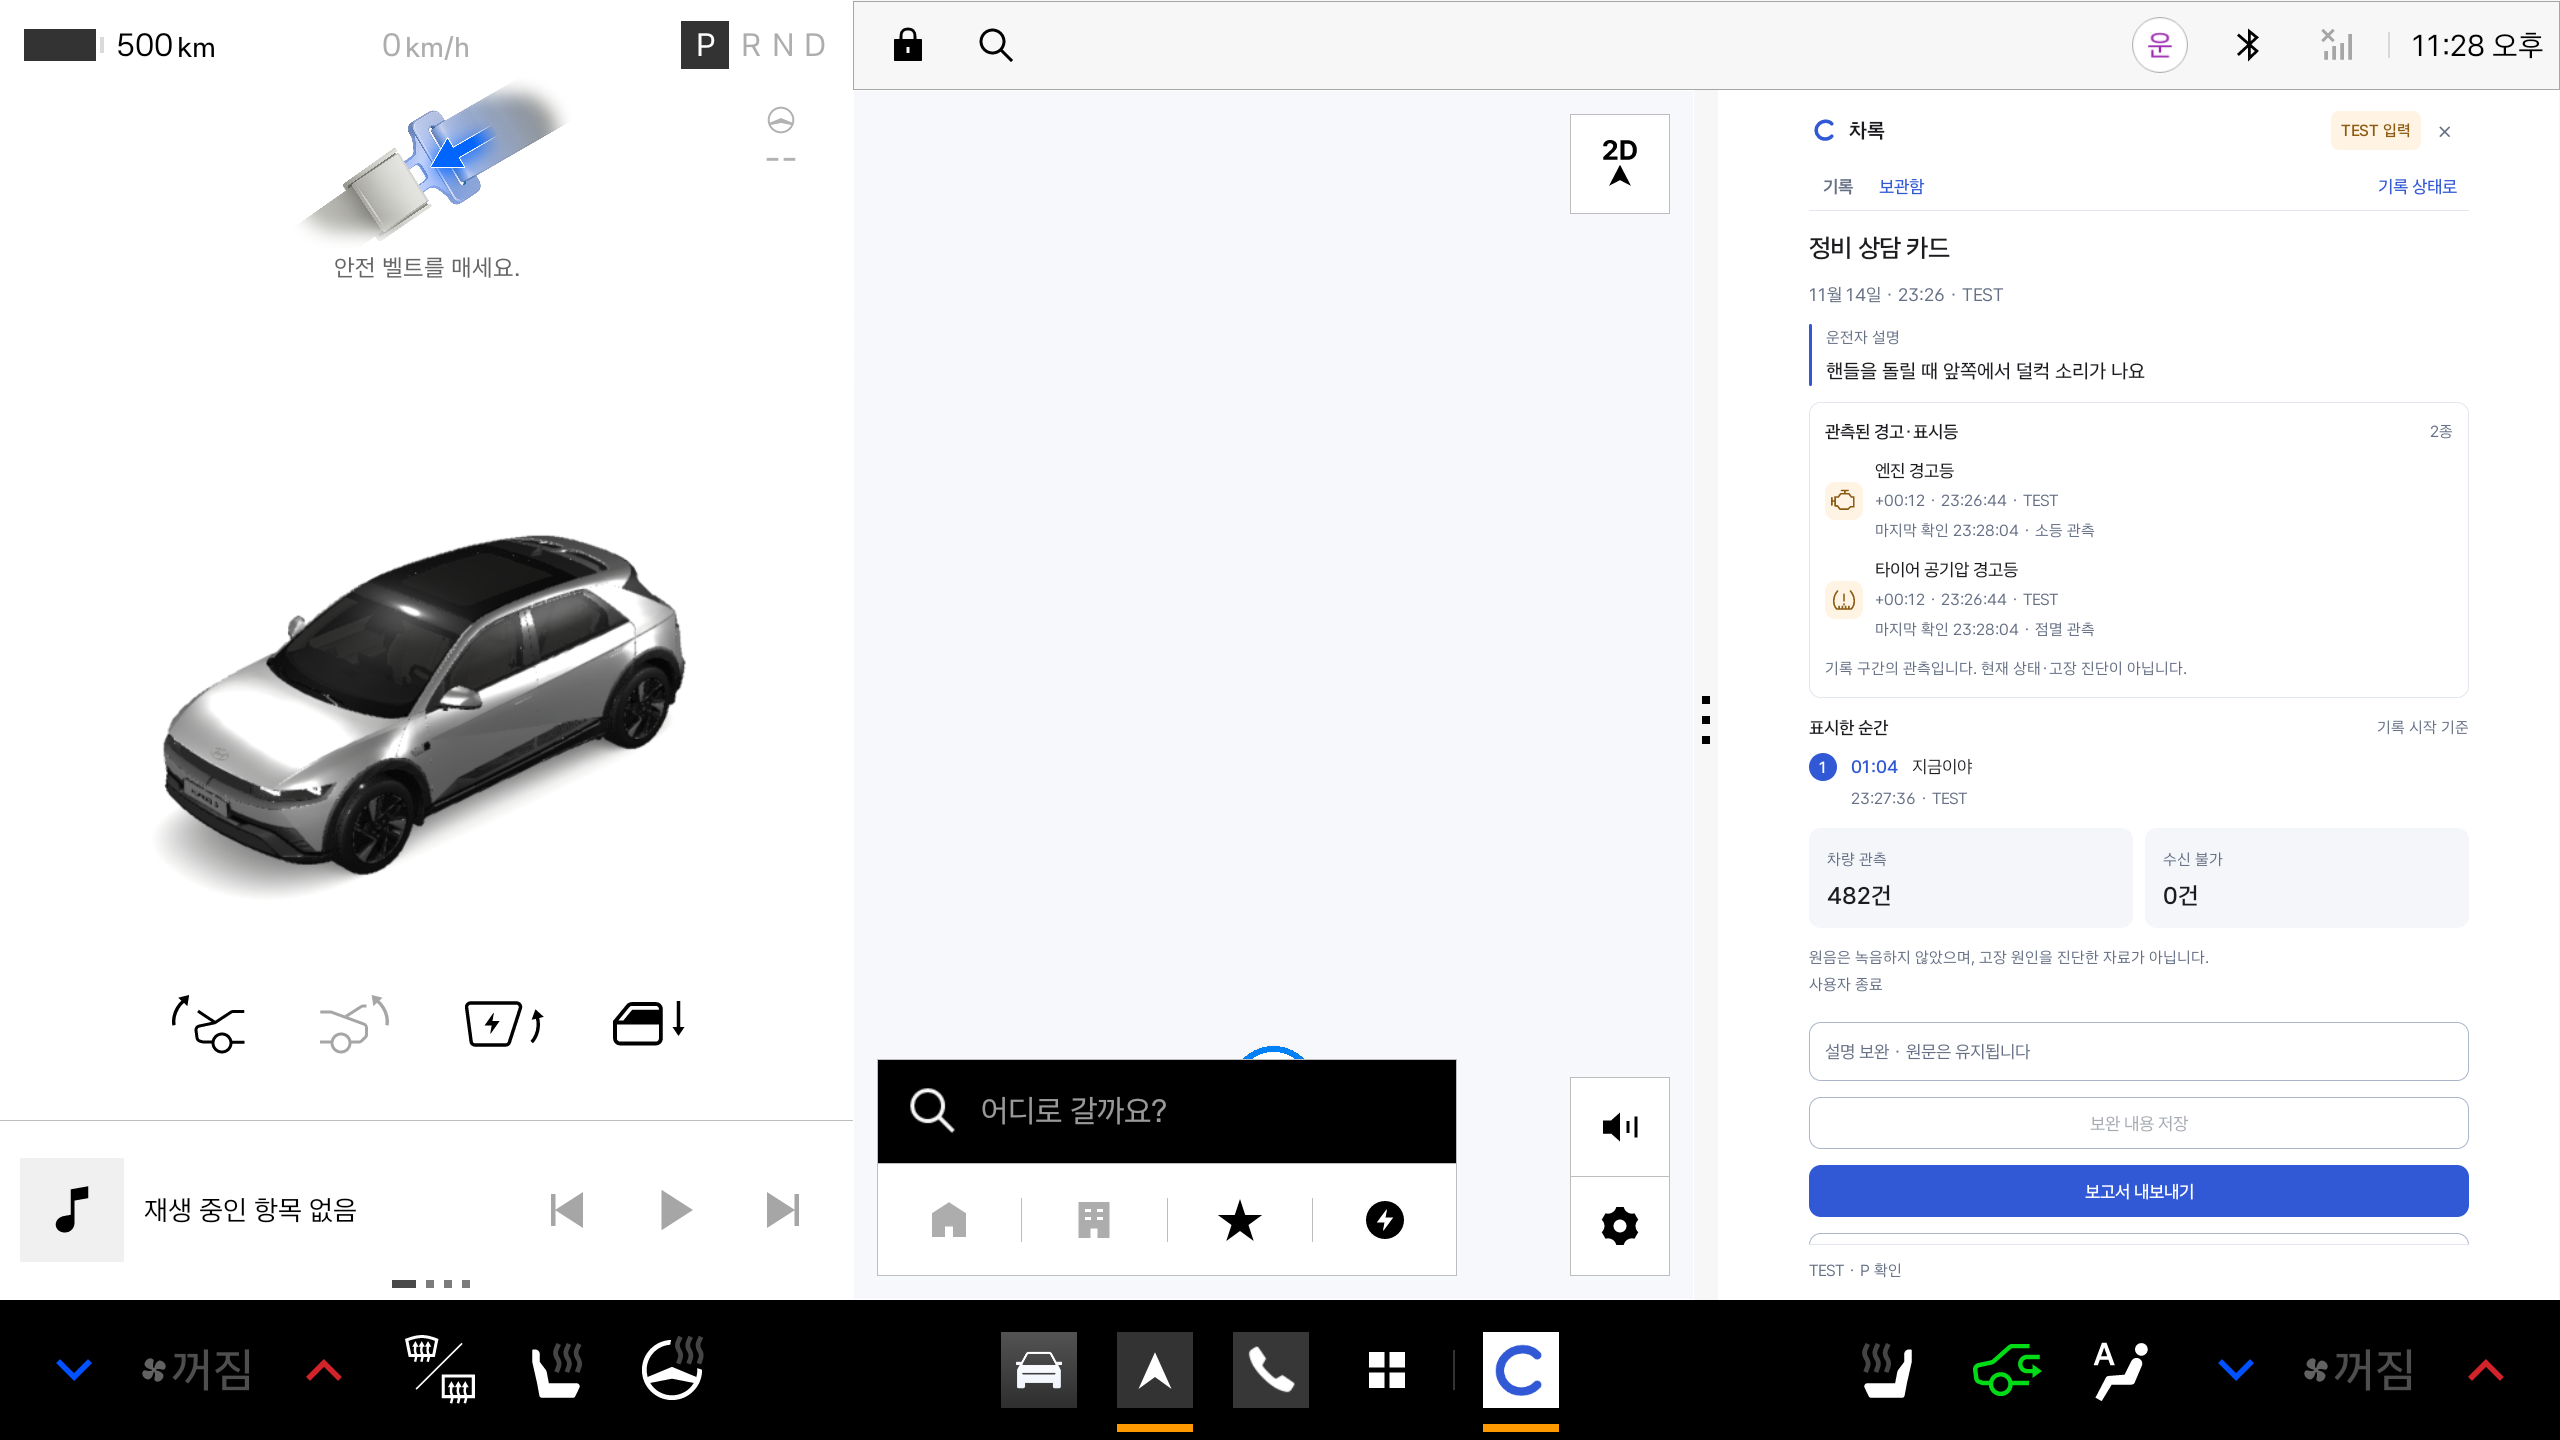 500 km
0 km/h
P R N D
안전 벨트를 매세요.
재생 중인 항목 없음
운
11:28 오후
2D
어디로 갈까요?
차록
TEST 입력
기록 보관함
기록 상태로
정비 상담 카드
11월 14일 · 23:26 · TEST
운전자 설명
핸들을 돌릴 때 앞쪽에서 덜컥 소리가 나요
관측된 경고·표시등
2종
엔진 경고등
+00:12 · 23:26:44 · TEST
마지막 확인 23:28:04 · 소등 관측
타이어 공기압 경고등
+00:12 · 23:26:44 · TEST
마지막 확인 23:28:04 · 점멸 관측
기록 구간의 관측입니다. 현재 상태·고장 진단이 아닙니다.
표시한 순간
기록 시작 기준
1 01:04 지금이야
23:27:36 · TEST
차량 관측
482건
수신 불가
0건
원음은 녹음하지 않았으며, 고장 원인을 진단한 자료가 아닙니다.
사용자 종료
설명 보완 · 원문은 유지됩니다
보완 내용 저장
보고서 내보내기
TEST · P 확인
꺼짐
A
꺼짐